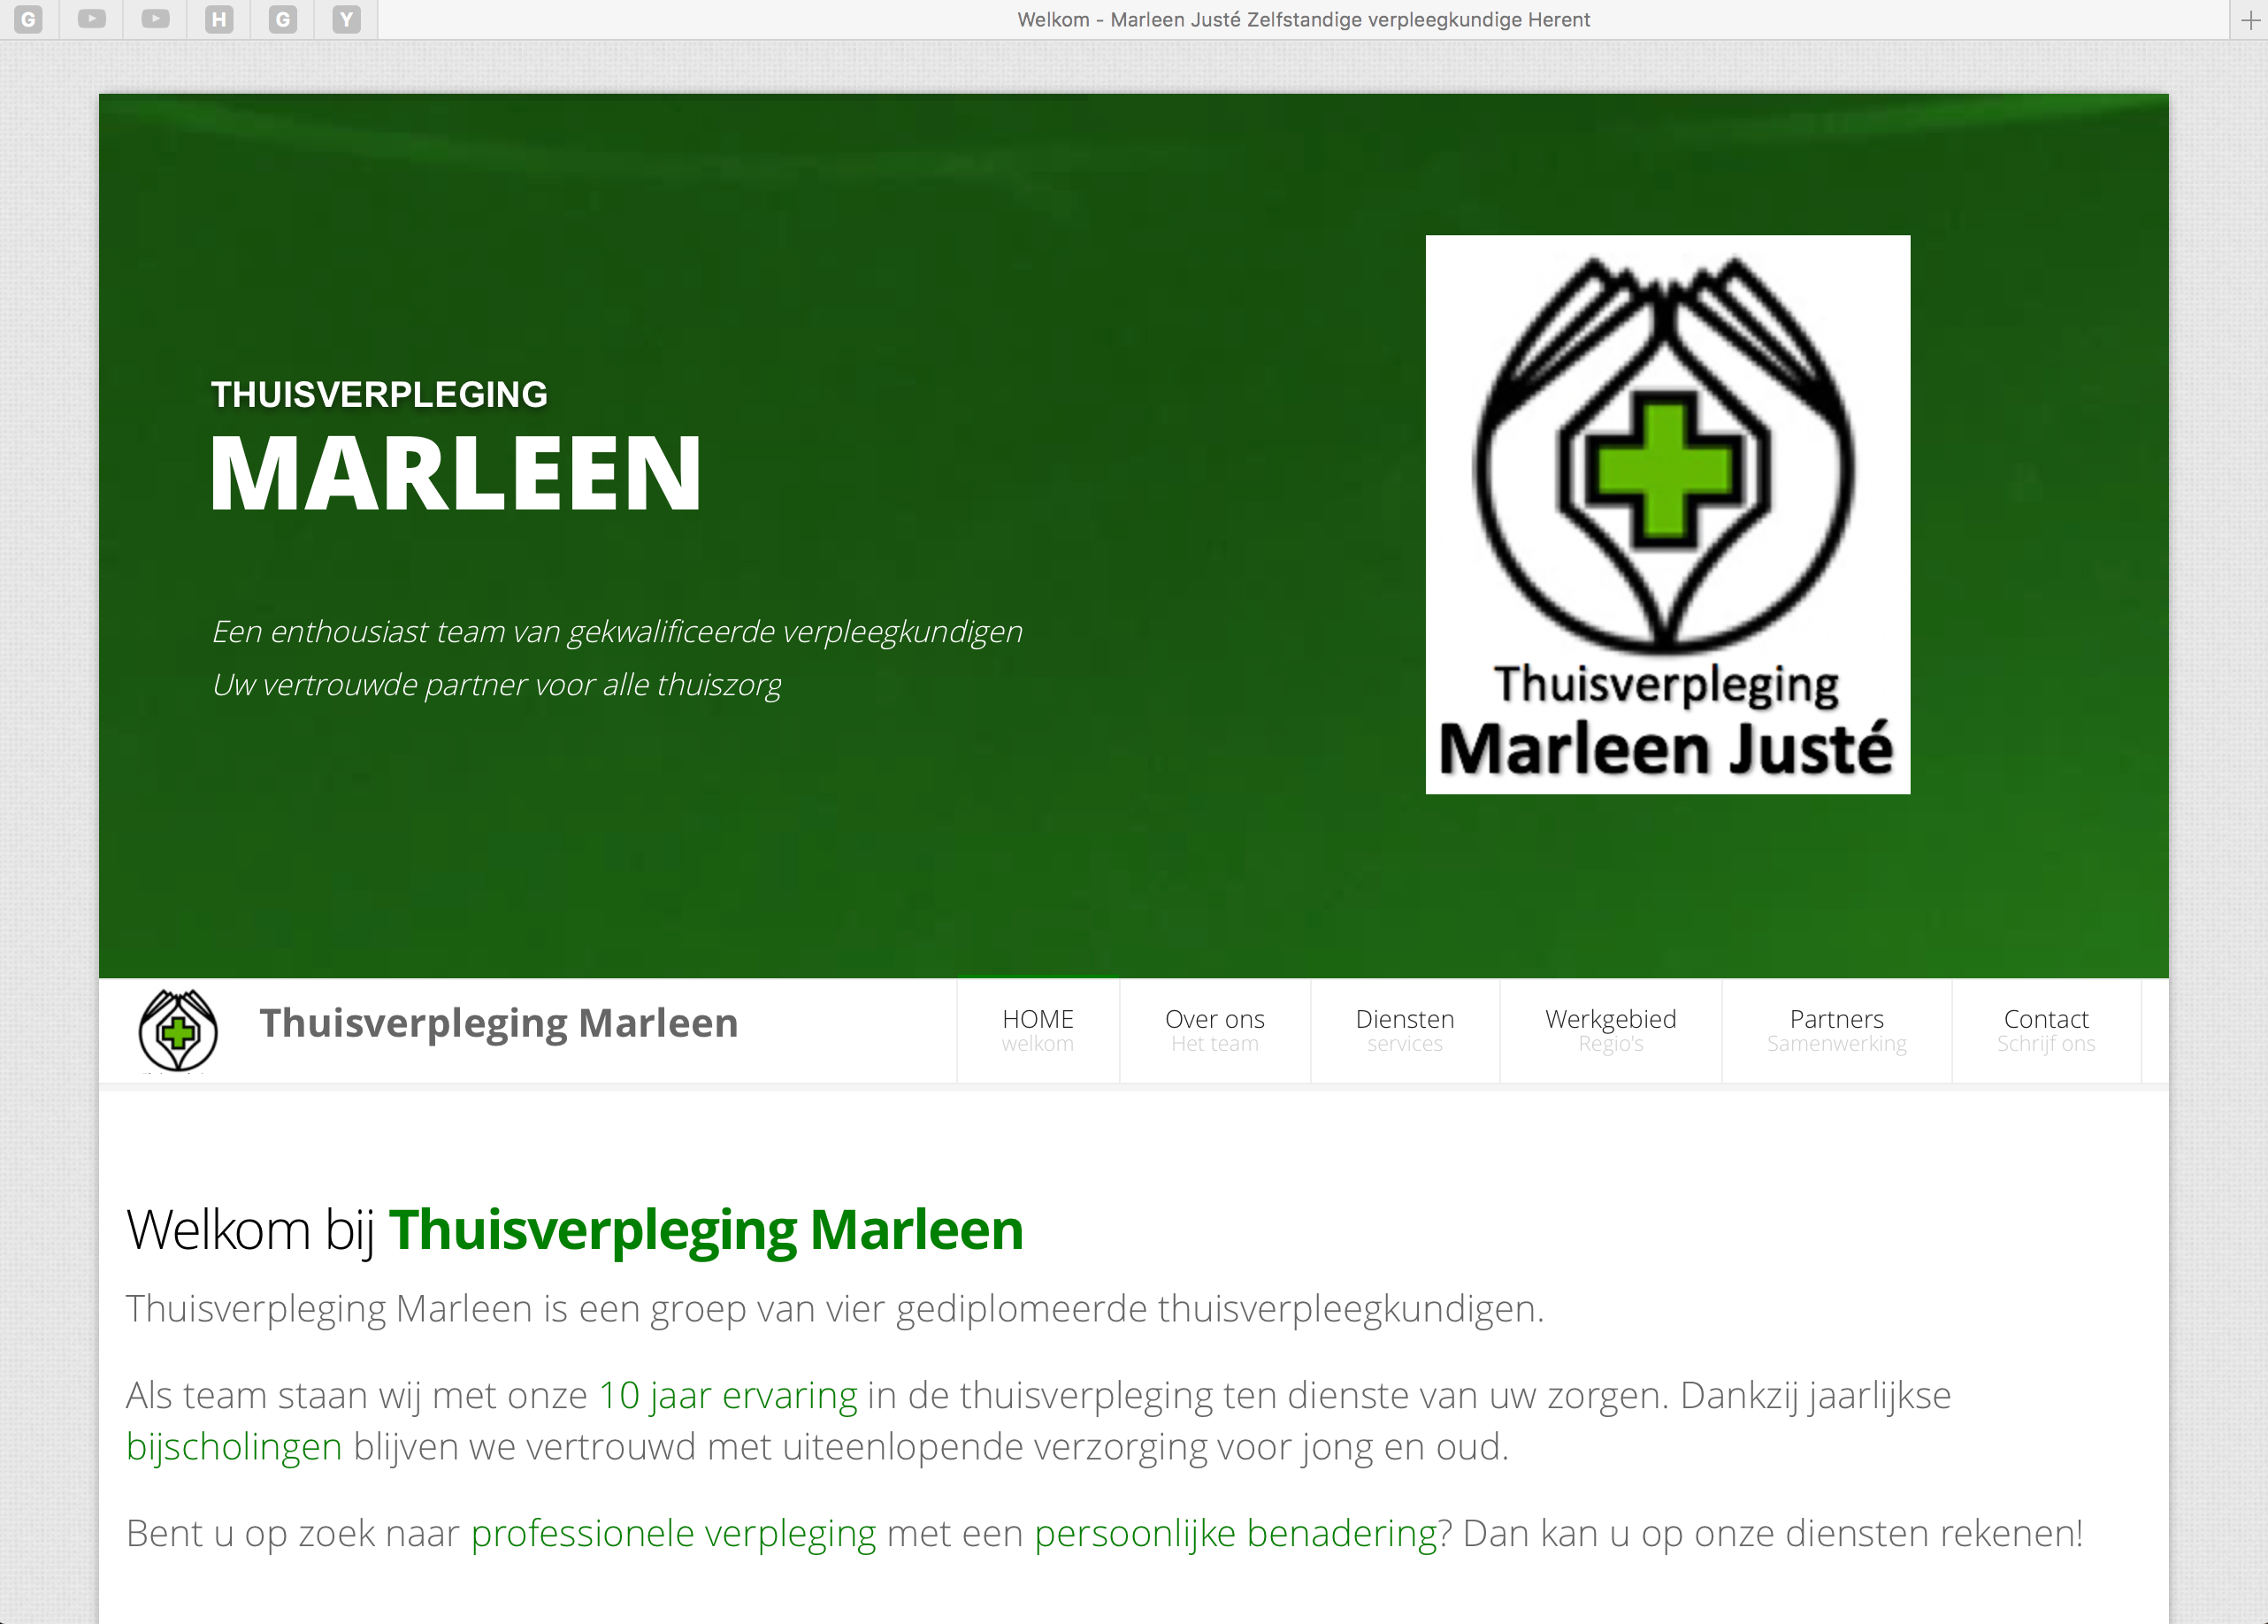 G
H
G
Y
Welkom - Marleen Justé Zelfstandige verpleegkundige Herent
THUISVERPLEGING
MARLEEN
Een enthousiast team van gekwalificeerde verpleegkundigen
Uw vertrouwde partner voor alle thuiszorg
Thuisverpleging
Marleen Justé
Thuisverpleging Marleen
HOME
welkom
Over ons
Het team
Diensten
services
Werkgebied
Regio's
Partners
Samenwerking
Contact
Schrijf ons
Welkom bij Thuisverpleging Marleen
Thuisverpleging Marleen is een groep van vier gediplomeerde thuisverpleegkundigen.
Als team staan wij met onze 10 jaar ervaring in de thuisverpleging ten dienste van uw zorgen. Dankzij jaarlijkse
bijscholingen blijven we vertrouwd met uiteenlopende verzorging voor jong en oud.
Bent u op zoek naar professionele verpleging met een persoonlijke benadering? Dan kan u op onze diensten rekenen!